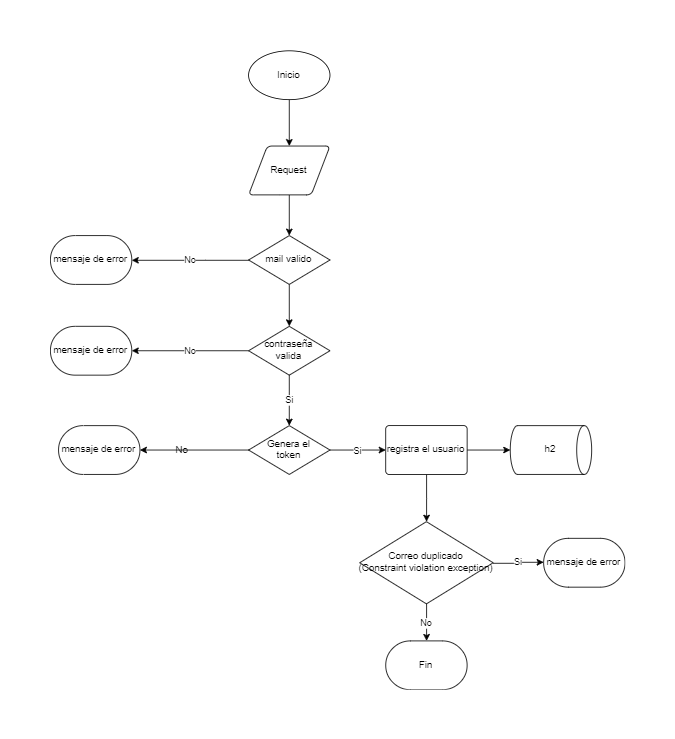 Inicio
Request
mail valido
No
mensaje de error
contraseña
valida
No
mensaje de error
Si
Genera el
token
No
mensaje de error
Si
registra el usuario
h2
Correo duplicado
(Constraint violation exception)
Si
mensaje de error
No
Fin